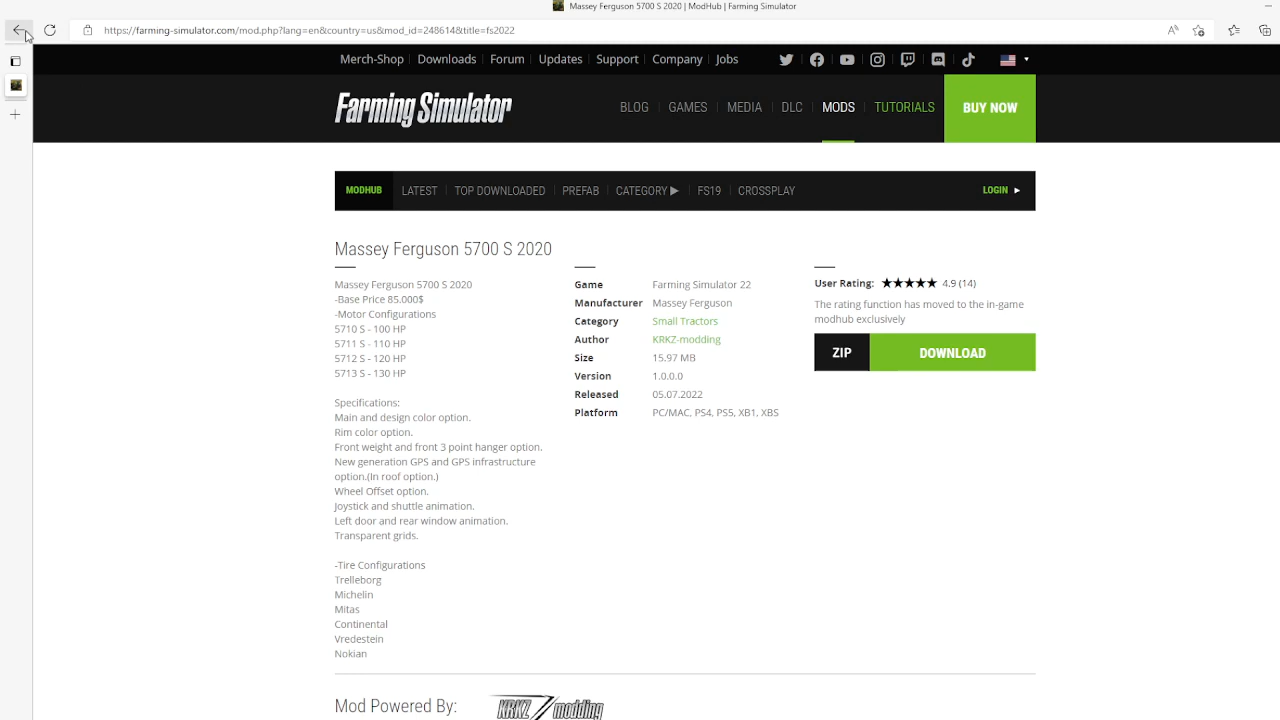 Massey Ferguson 5700 S 2020 | ModHub | Farming Simulator
https://farming-simulator.com/mod.php?lang=en&country=us&mod_id=248614&title=fs2022
Merch-Shop Downloads Forum Updates Support Company Jobs
Farming Simulator BLOG GAMES MEDIA DLC MODS TUTORIALS BUY NOW
MODHUB LATEST TOP DOWNLOADED PREFAB CATEGORY ▶ FS19 CROSSPLAY LOGIN ▶
Massey Ferguson 5700 S 2020
Massey Ferguson 5700 S 2020
-Base Price 85.000$
-Motor Configurations
5710 S - 100 HP
5711 S - 110 HP
5712 S - 120 HP
5713 S - 130 HP
Specifications:
Main and design color option.
Rim color option.
Front weight and front 3 point hanger option.
New generation GPS and GPS infrastructure
option.(In roof option.)
Wheel Offset option.
Joystick and shuttle animation.
Left door and rear window animation.
Transparent grids.
-Tire Configurations
Trelleborg
Michelin
Mitas
Continental
Vredestein
Nokian
Game Farming Simulator 22
Manufacturer Massey Ferguson
Category Small Tractors
Author KRKZ-modding
Size 15.97 MB
Version 1.0.0.0
Released 05.07.2022
Platform PC/MAC, PS4, PS5, XB1, XBS
User Rating: ★★★★★ 4.9 (14)
The rating function has moved to the in-game
modhub exclusively
ZIP DOWNLOAD
Mod Powered By: KRKZ modding